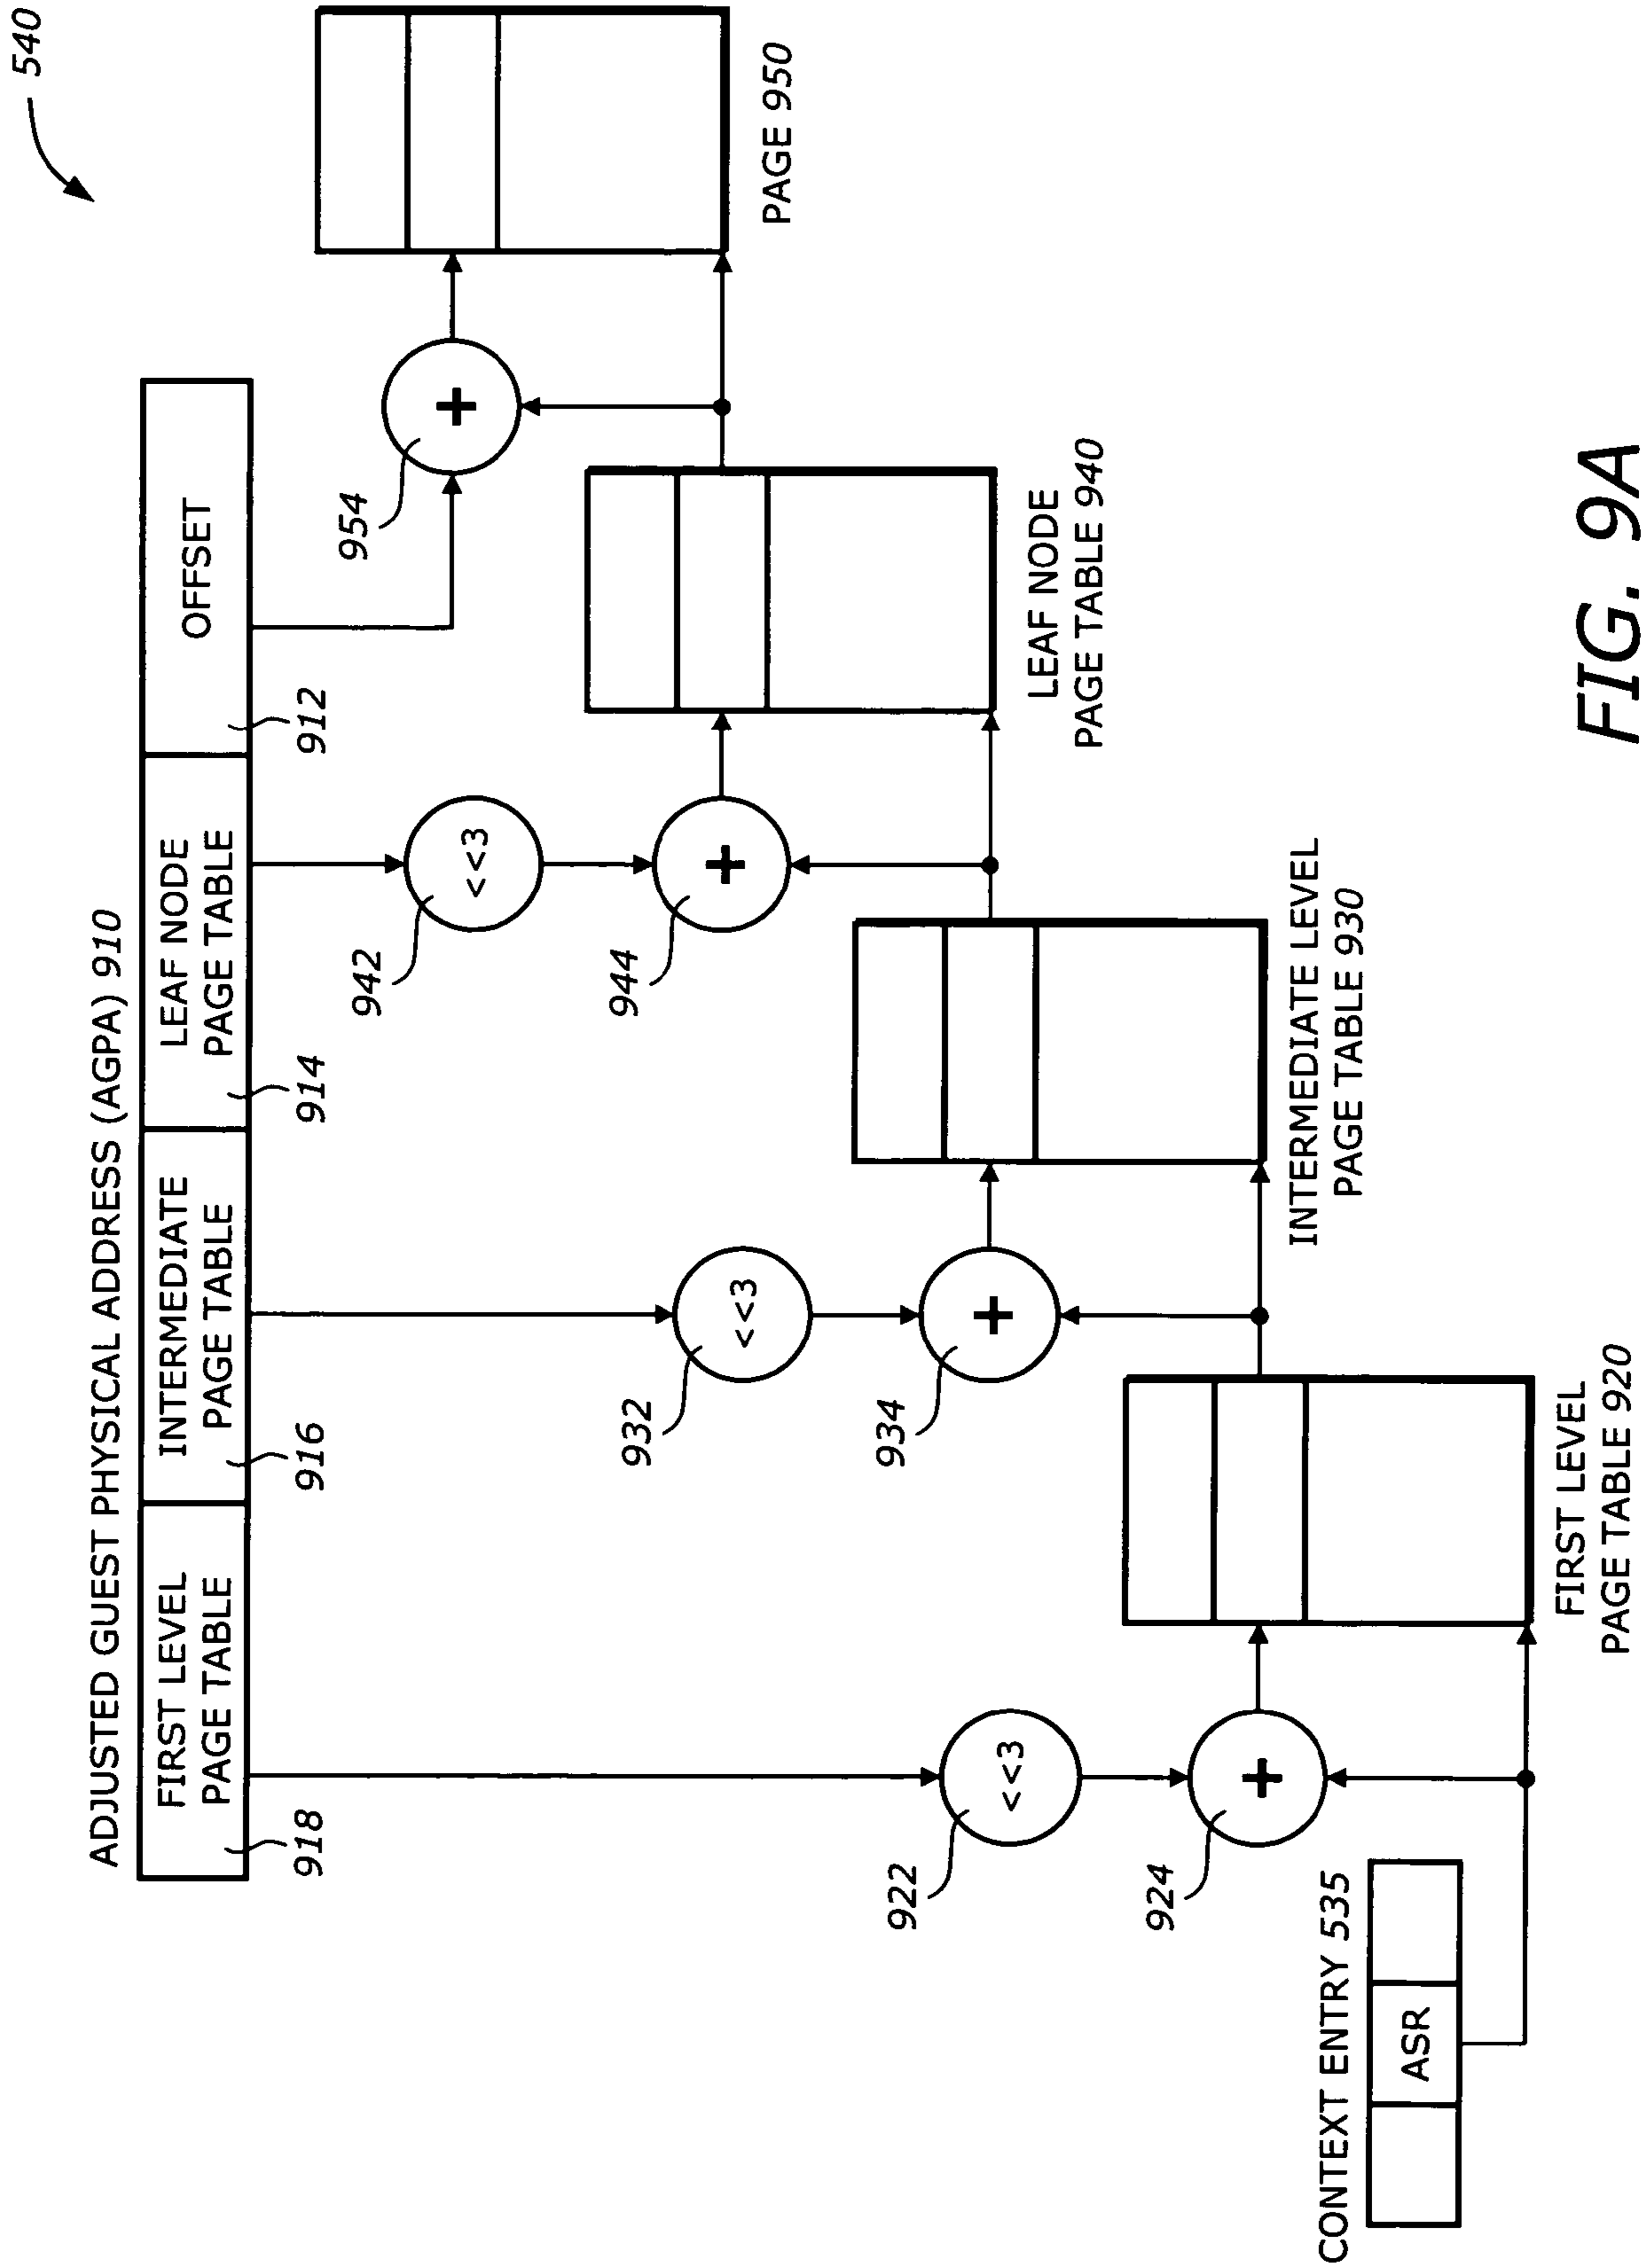 540
ADJUSTED GUEST PHYSICAL ADDRESS (AGPA) 910
FIRST LEVEL
PAGE TABLE
INTERMEDIATE
PAGE TABLE
LEAF NODE
PAGE TABLE
OFFSET
918
916
914
912
954
+
PAGE 950
942
<<3
944
+
LEAF NODE
PAGE TABLE 940
932
<<3
934
+
INTERMEDIATE LEVEL
PAGE TABLE 930
922
<<3
924
+
FIRST LEVEL
PAGE TABLE 920
CONTEXT ENTRY 535
ASR
FIG. 9A